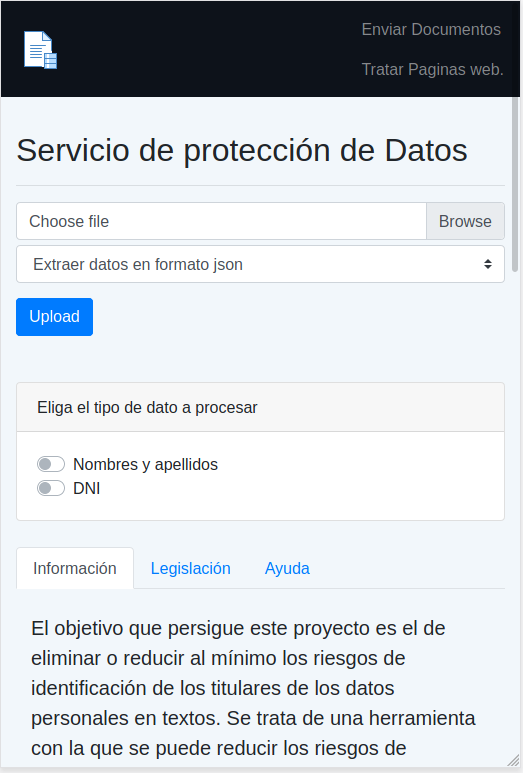 Enviar Documentos
Tratar Paginas web.
Servicio de protección de Datos
Choose file
Browse
Extraer datos en formato json
Upload
Eliga el tipo de dato a procesar
Nombres y apellidos
DNI
Información
Legislación
Ayuda
El objetivo que persigue este proyecto es el de
eliminar o reducir al mínimo los riesgos de
identificación de los titulares de los datos
personales en textos. Se trata de una herramienta
con la que se puede reducir los riesgos de